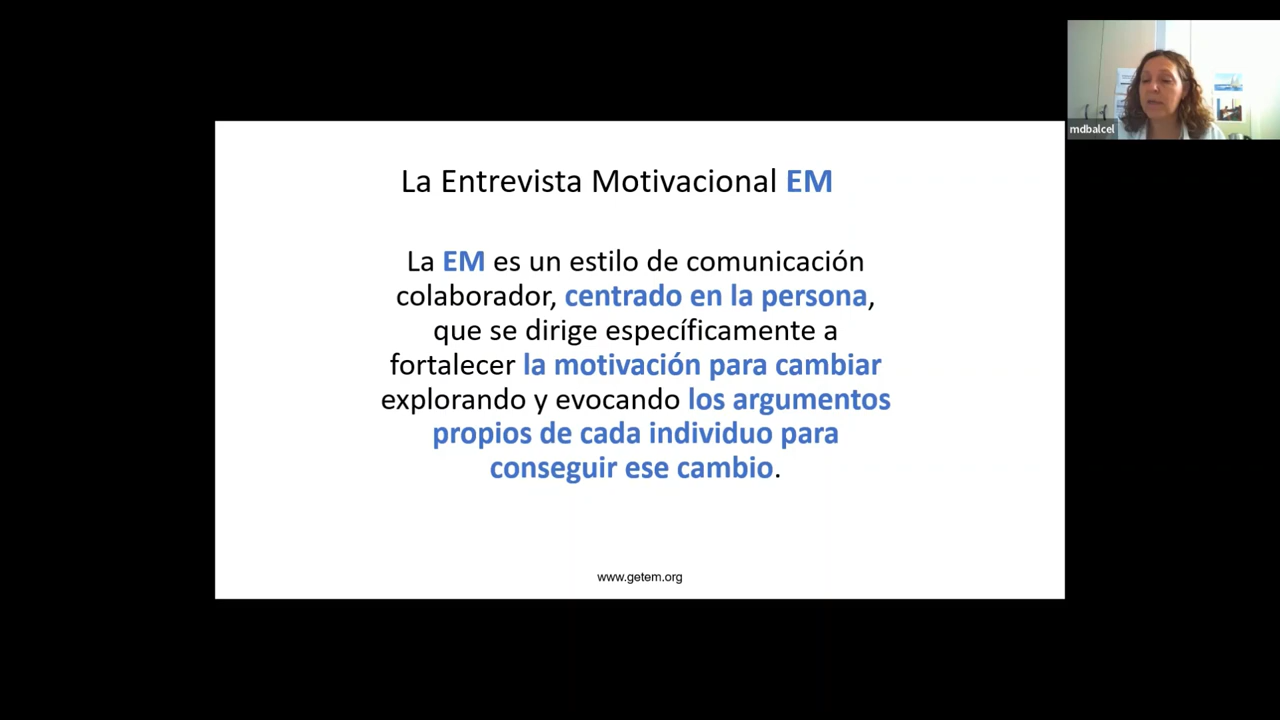 mdbalcel
La Entrevista Motivacional EM
La EM es un estilo de comunicación
colaborador, centrado en la persona,
que se dirige específicamente a
fortalecer la motivación para cambiar
explorando y evocando los argumentos
propios de cada individuo para
conseguir ese cambio.
www.getem.org